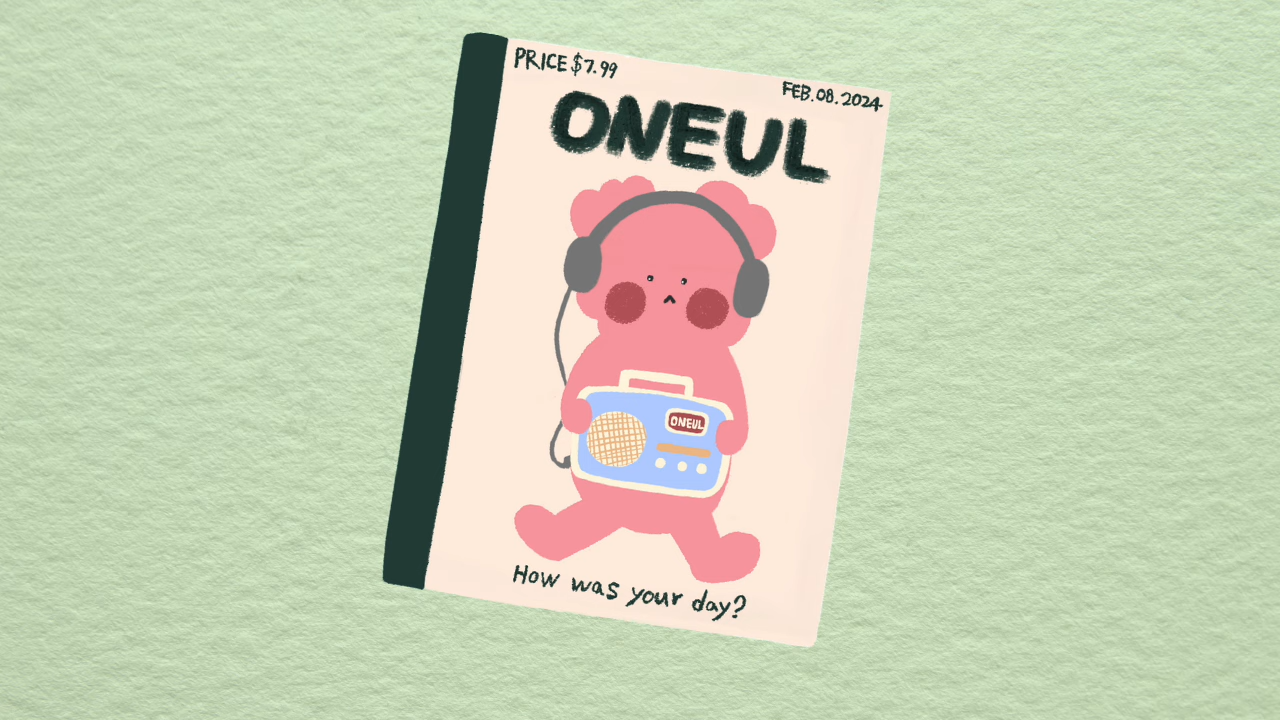 PRICE $7.99
FEB.08.2024
ONEUL
ONEUL
How was your day?